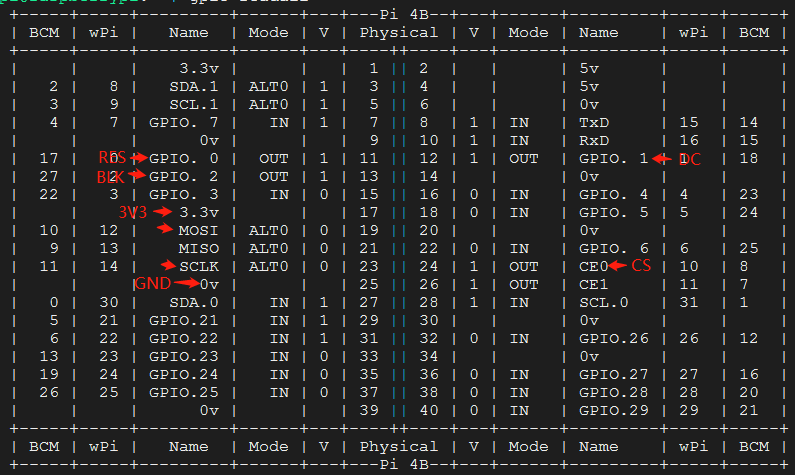 +-----+-----+---------+------+---+---Pi 4B--+---+------+---------+-----+-----+
| BCM | wPi |   Name  | Mode | V | Physical | V | Mode | Name    | wPi | BCM |
+-----+-----+---------+------+---+----++----+---+------+---------+-----+-----+
|     |     |    3.3v |      |   |  1 || 2  |   |      | 5v      |     |     |
|   2 |   8 |   SDA.1 | ALT0 | 1 |  3 || 4  |   |      | 5v      |     |     |
|   3 |   9 |   SCL.1 | ALT0 | 1 |  5 || 6  |   |      | 0v      |     |     |
|   4 |   7 | GPIO. 7 |   IN | 1 |  7 || 8  | 1 | IN   | TxD     | 15  | 14  |
|     |     |      0v |      |   |  9 || 10 | 1 | IN   | RxD     | 16  | 15  |
|  17 |   0 RES GPIO. 0 |  OUT | 1 | 11 || 12 | 1 | OUT  | GPIO. 1 DC 1   | 18  |
|  27 |   2 BLK GPIO. 2 |  OUT | 1 | 13 || 14 |   |      | 0v      |     |     |
|  22 |   3 | GPIO. 3 |   IN | 0 | 15 || 16 | 0 | IN   | GPIO. 4 | 4   | 23  |
|     |     | 3V3 3.3v |      |   | 17 || 18 | 0 | IN   | GPIO. 5 | 5   | 24  |
|  10 |  12 |    MOSI | ALT0 | 0 | 19 || 20 |   |      | 0v      |     |     |
|   9 |  13 |    MISO | ALT0 | 0 | 21 || 22 | 0 | IN   | GPIO. 6 | 6   | 25  |
|  11 |  14 |    SCLK | ALT0 | 0 | 23 || 24 | 1 | OUT  | CE0 CS | 10  | 8   |
|     |     | GND 0v |      |   | 25 || 26 | 1 | OUT  | CE1     | 11  | 7   |
|   0 |  30 |   SDA.0 |   IN | 1 | 27 || 28 | 1 | IN   | SCL.0   | 31  | 1   |
|   5 |  21 | GPIO.21 |   IN | 1 | 29 || 30 |   |      | 0v      |     |     |
|   6 |  22 | GPIO.22 |   IN | 1 | 31 || 32 | 0 | IN   | GPIO.26 | 26  | 12  |
|  13 |  23 | GPIO.23 |   IN | 0 | 33 || 34 |   |      | 0v      |     |     |
|  19 |  24 | GPIO.24 |   IN | 0 | 35 || 36 | 0 | IN   | GPIO.27 | 27  | 16  |
|  26 |  25 | GPIO.25 |   IN | 0 | 37 || 38 | 0 | IN   | GPIO.28 | 28  | 20  |
|     |     |      0v |      |   | 39 || 40 | 0 | IN   | GPIO.29 | 29  | 21  |
+-----+-----+---------+------+---+----++----+---+------+---------+-----+-----+
| BCM | wPi |   Name  | Mode | V | Physical | V | Mode | Name    | wPi | BCM |
+-----+-----+---------+------+---+---Pi 4B--+---+------+---------+-----+-----+